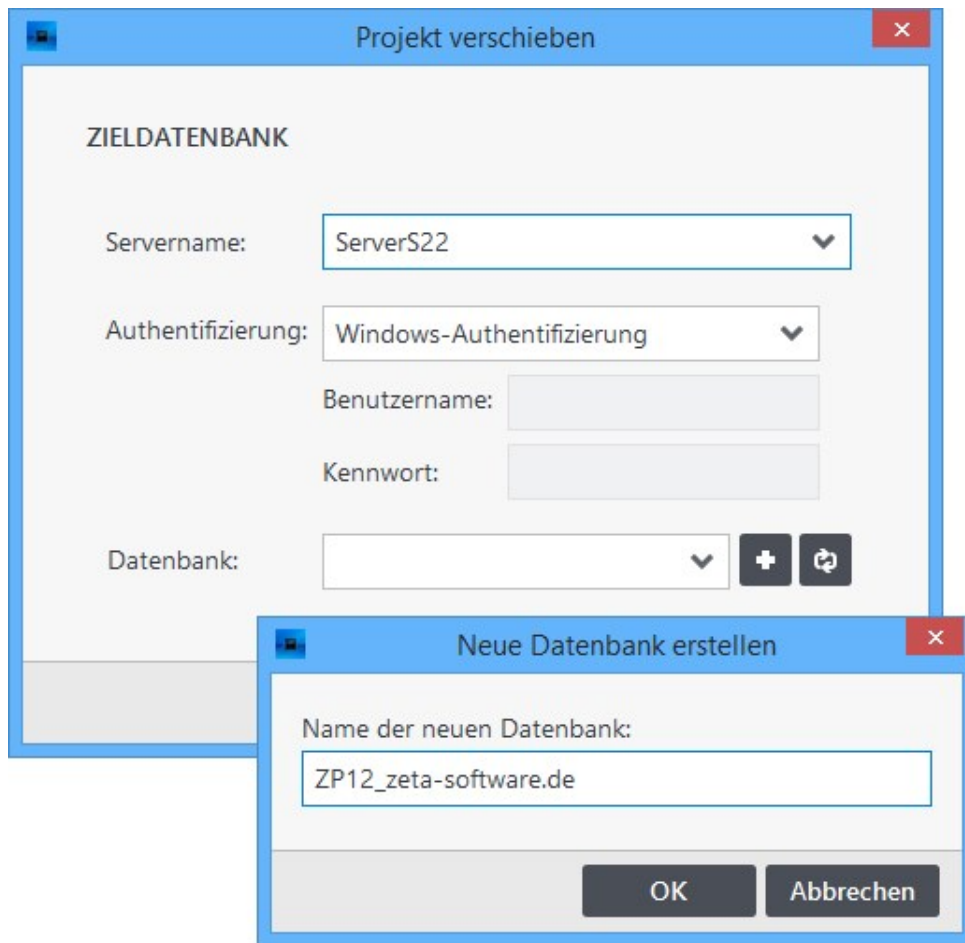 Projekt verschieben
ZIELDATENBANK
Servername: ServerS22
Authentifizierung: Windows-Authentifizierung
Benutzername:
Kennwort:
Datenbank:
Neue Datenbank erstellen
Name der neuen Datenbank:
ZP12_zeta-software.de
OK Abbrechen